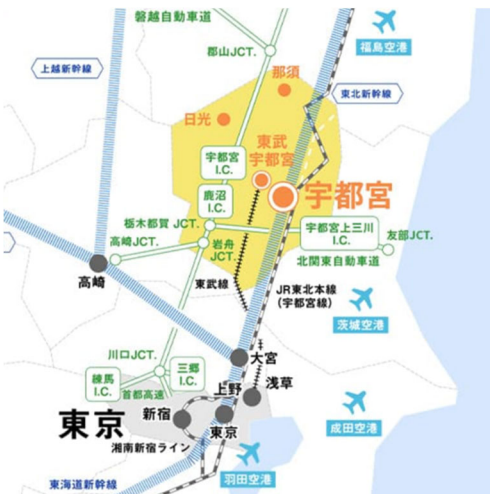 磐越自動車道
福島空港
郡山JCT.
上越新幹線
那須
東北新幹線
日光
東武
宇都宮
宇都宮
I.C.
鹿沼
I.C.
宇都宮
栃木都賀 JCT.
宇都宮上三川
I.C.
友部JCT.
高崎JCT.
岩舟
JCT.
北関東自動車道
高崎
東武線
JR東北本線
(宇都宮線)
茨城空港
川口JCT.
大宮
練馬
I.C.
三郷
I.C.
首都高速
上野
浅草
東京
新宿
東京
成田空港
湘南新宿ライン
羽田空港
東海道新幹線